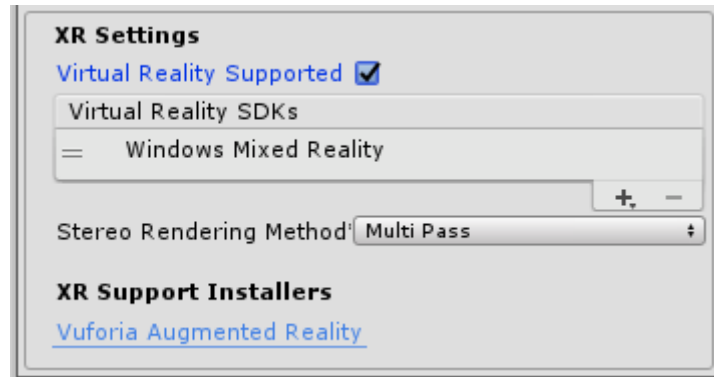 XR Settings
Virtual Reality Supported
Virtual Reality SDKs
Windows Mixed Reality
Stereo Rendering Method* Multi Pass
XR Support Installers
Vuforia Augmented Reality